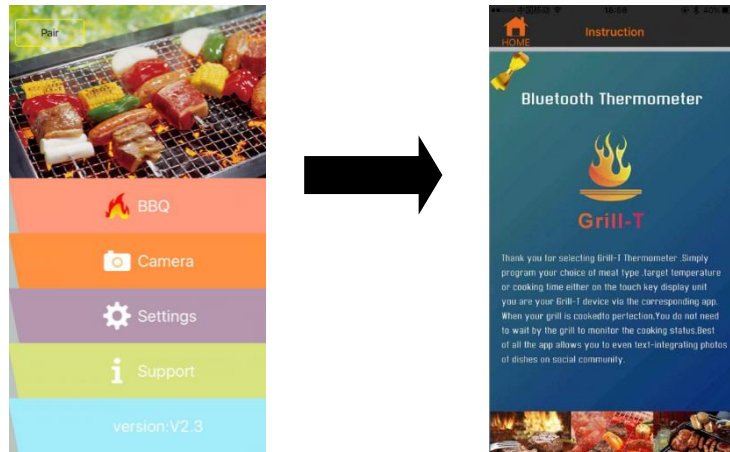 Pair
BBQ
Camera
Settings
Support
version:V2.3
18:58
40%
HOME
Instruction
Bluetooth Thermometer
Grill-T
Thank you for selecting Grill-T Thermometer .Simply
program your choice of meat type .target temperature
or cooking time either on the touch key display unit
you are your Grill-T device via the corresponding app.
When your grill is cookedto perfection.You do not need
to wait by the grill to monitor the cooking status.Best
of all the app allows you to even text-integrating photos
of dishes on social community.